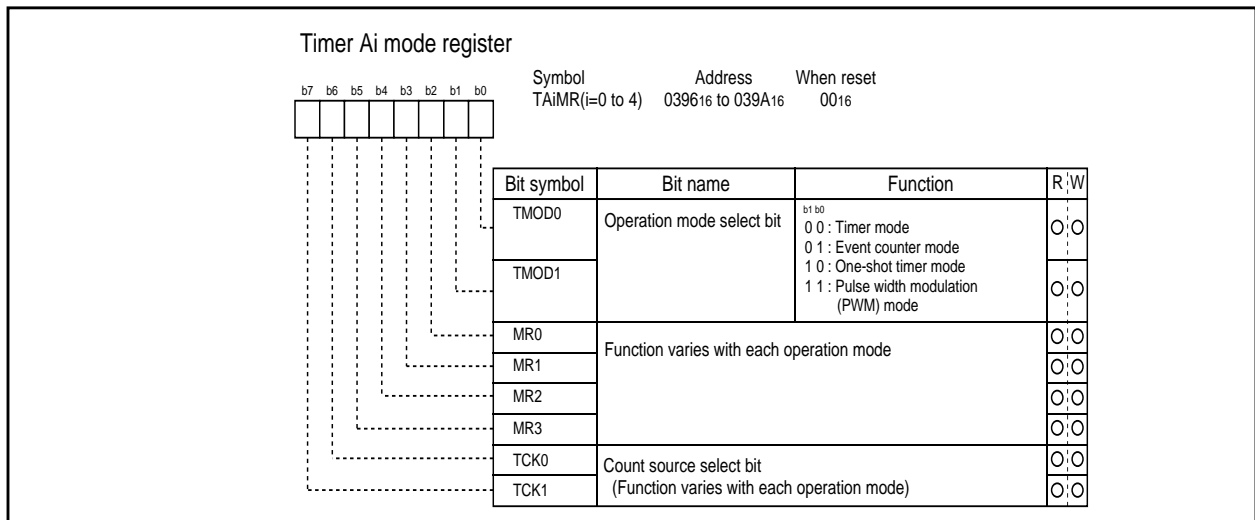 Timer Ai mode register
Symbol Address When reset
TAiMR(i=0 to 4) 039616 to 039A16 0016
b7 b6 b5 b4 b3 b2 b1 b0
Bit symbol Bit name Function R W
TMOD0 Operation mode select bit
b1 b0
0 0 : Timer mode
0 1 : Event counter mode
1 0 : One-shot timer mode
TMOD1
1 1 : Pulse width modulation
(PWM) mode
MR0
Function varies with each operation mode
MR1
MR2
MR3
TCK0
Count source select bit
TCK1
(Function varies with each operation mode)